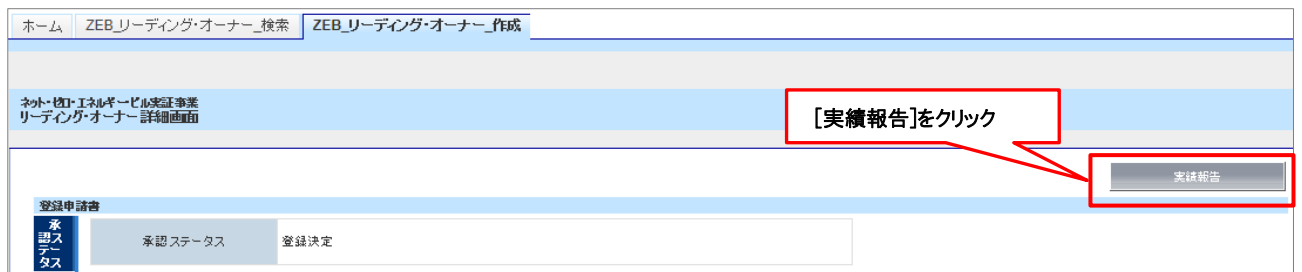 ホーム ZEB_リーディング・オーナー_検索 ZEB_リーディング・オーナー_作成
ネット・ゼロ・エネルギービル実証事業
リーディング・オーナー 詳細画面
[実績報告]をクリック
実績報告
登録申請書
承認ステータス
承認ステータス 登録決定